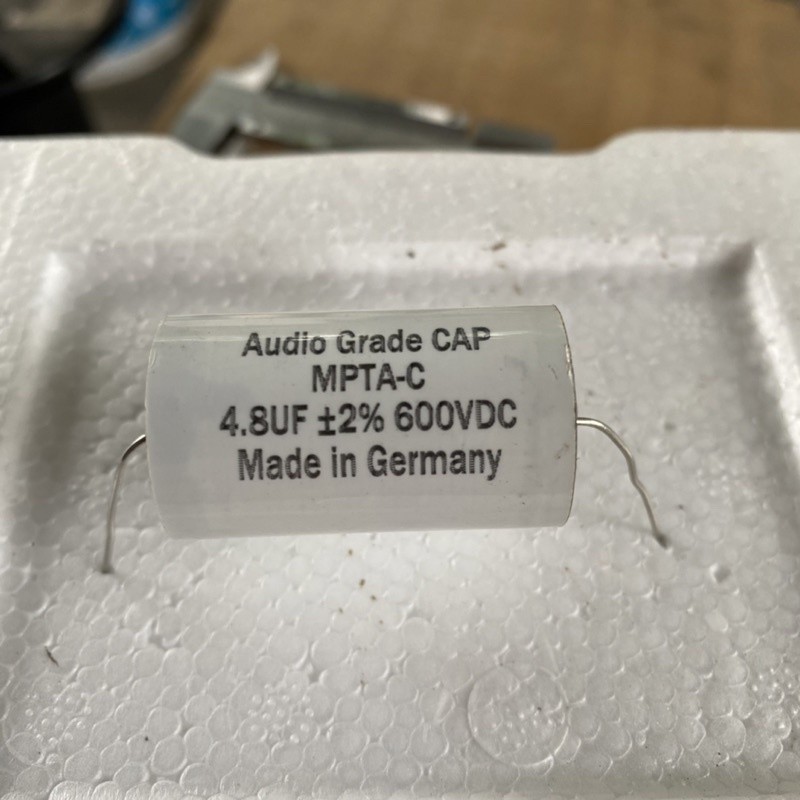 Audio Grade CAP
MPTA-C
4.8UF ±2% 600VDC
Made in Germany